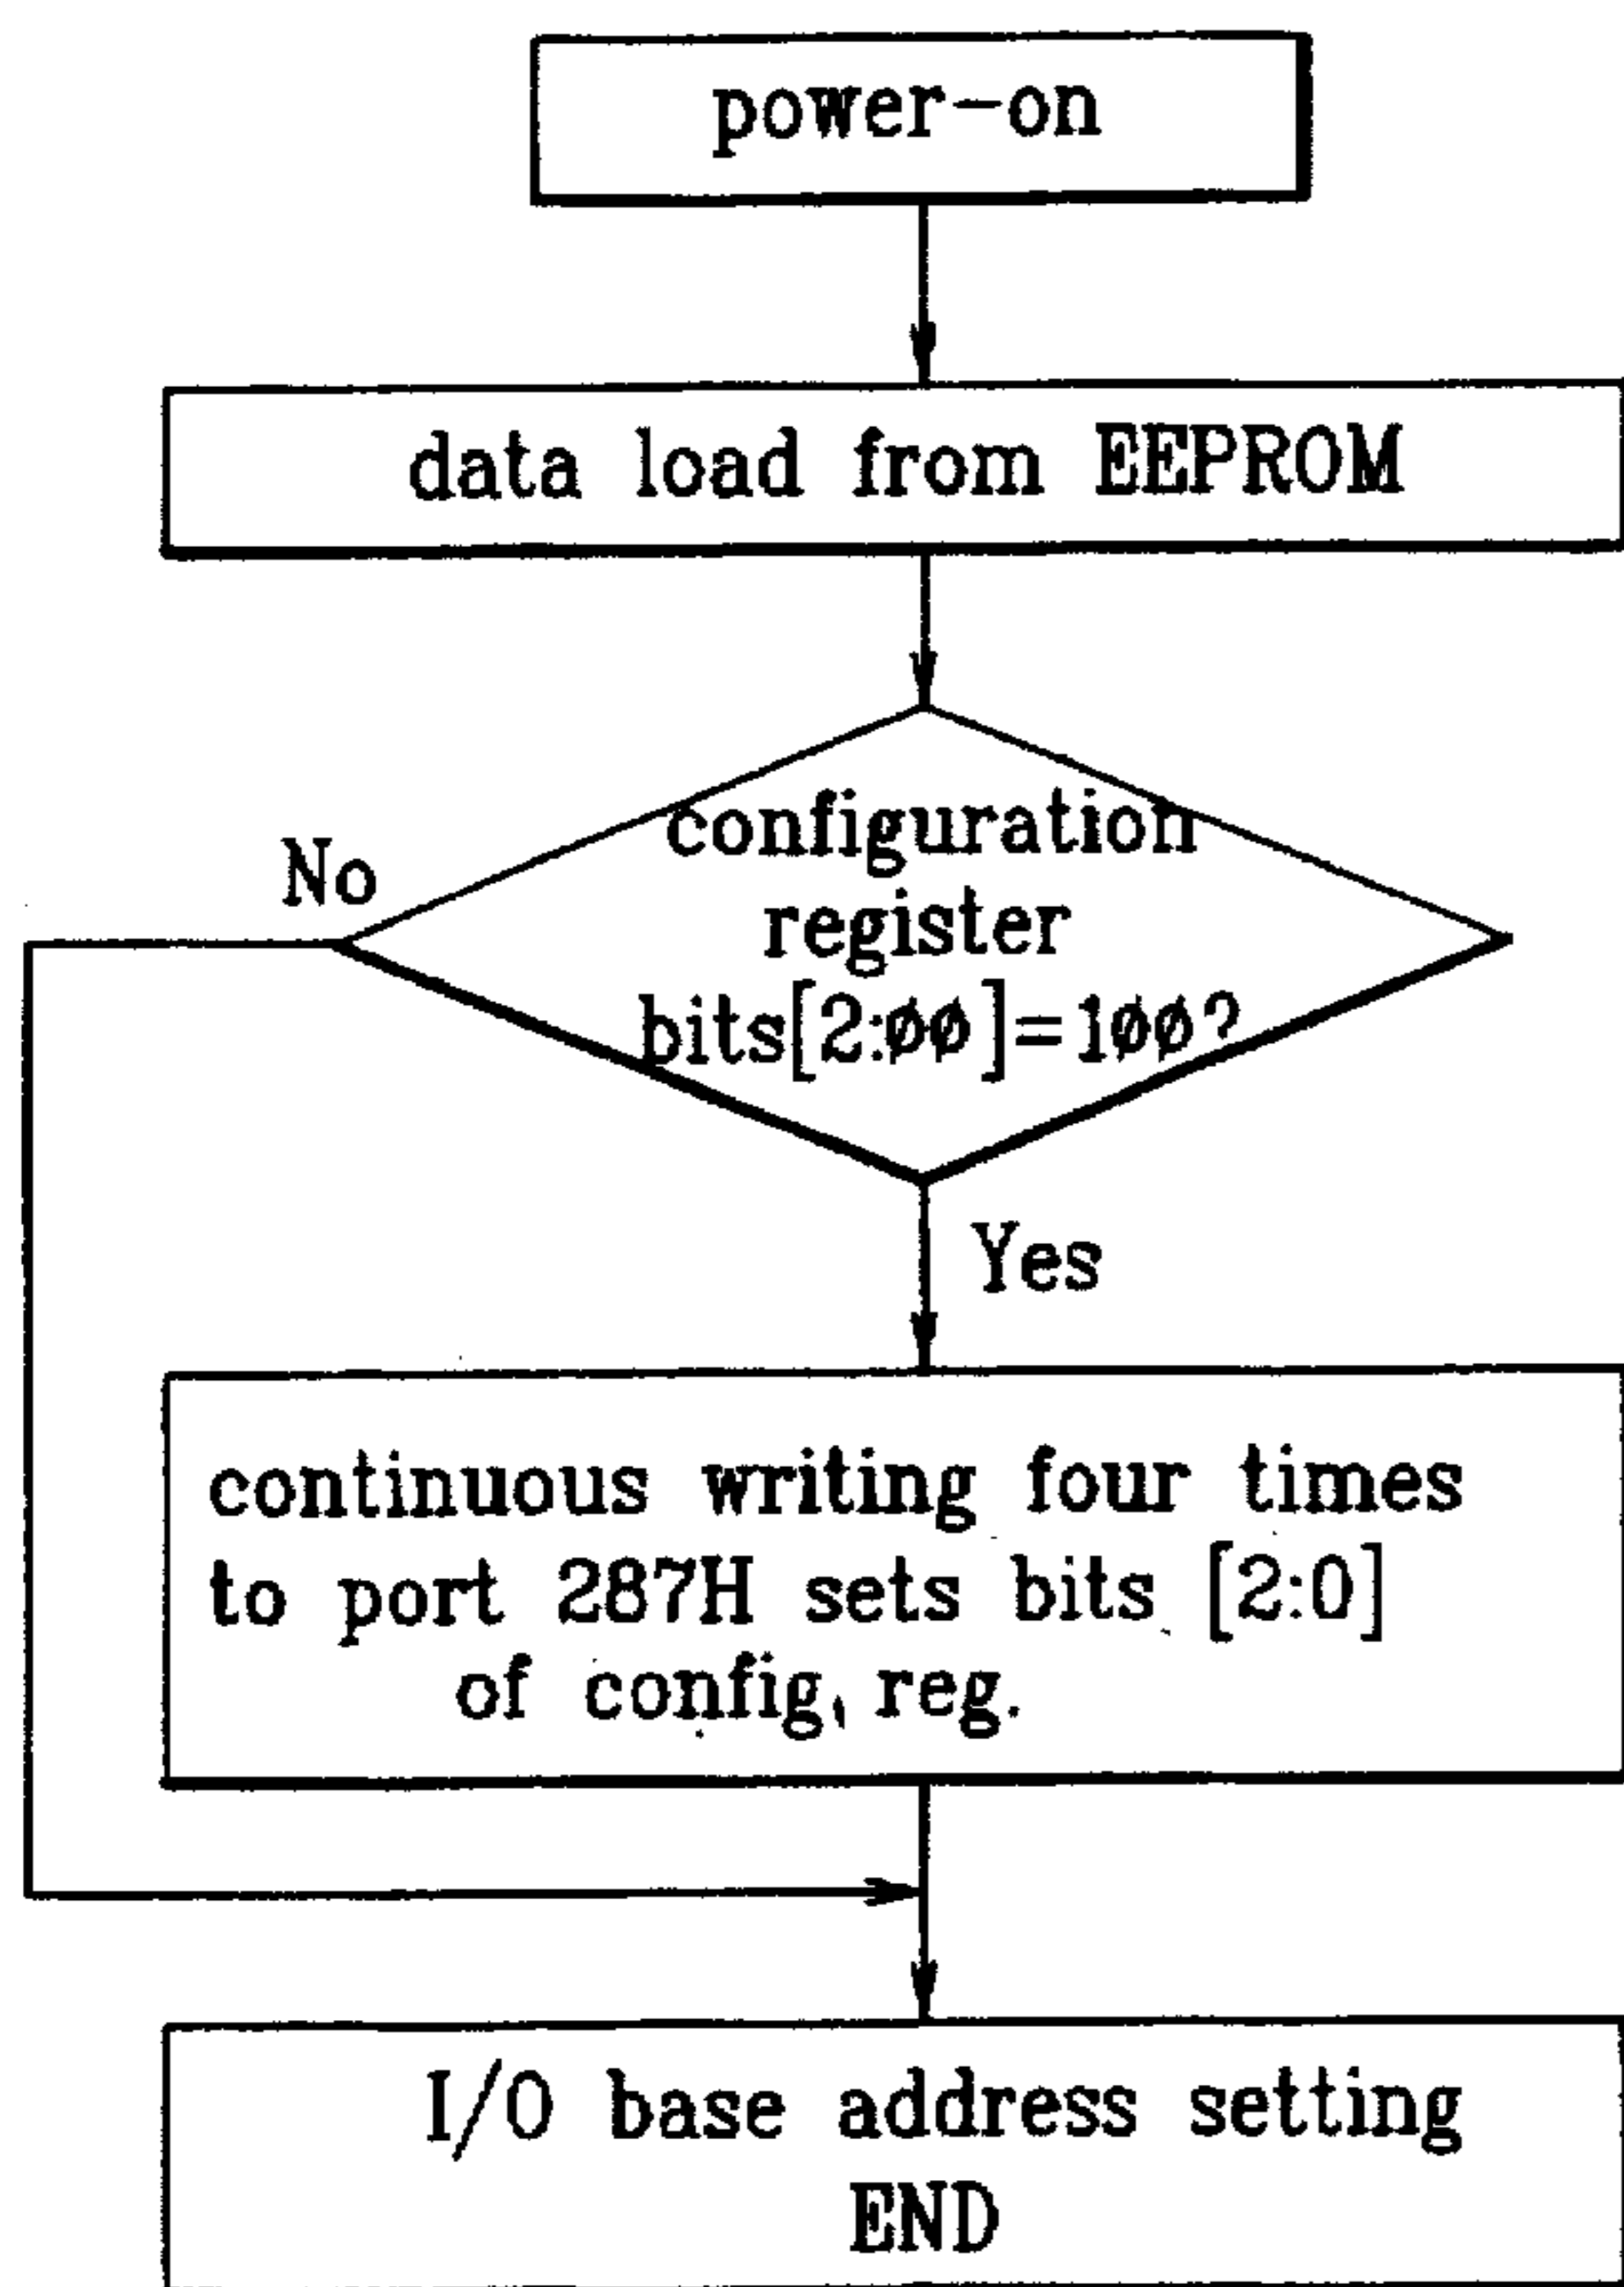 power-on
data load from EEPROM
No
configuration
register
bits[2:00]=100?
Yes
continuous writing four times
to port 287H sets bits [2:0]
of config. reg.
I/O base address setting
END